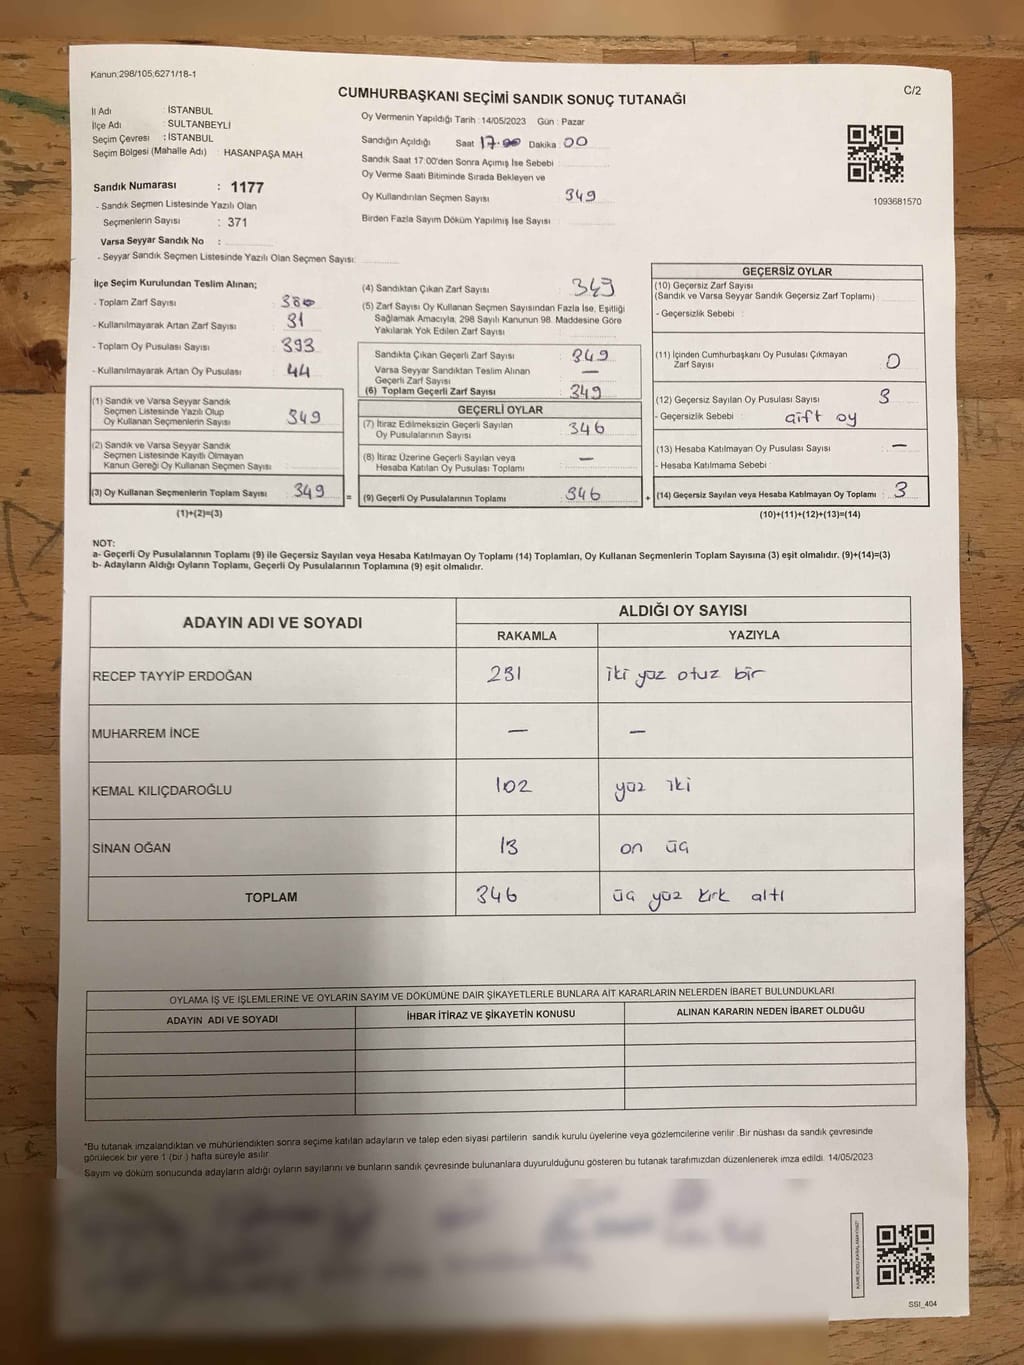 Kanun;298/105;6271/18-1
C/2
CUMHURBAŞKANI SEÇİMİ SANDIK SONUÇ TUTANAĞI
İl Adı : İSTANBUL
İlçe Adı : SULTANBEYLİ
Seçim Çevresi : İSTANBUL
Seçim Bölgesi (Mahalle Adı) : HASANPAŞA MAH
Sandık Numarası : 1177
- Sandık Seçmen Listesinde Yazılı Olan
Seçmenlerin Sayısı : 371
Varsa Seyyar Sandık No :
- Seyyar Sandık Seçmen Listesinde Yazılı Olan Seçmen Sayısı:
Oy Vermenin Yapıldığı Tarih : 14/05/2023 Gün : Pazar
Sandığın Açıldığı Saat 17.00 Dakika : 00
Sandık Saat 17:00'den Sonra Açımış İse Sebebi :
Oy Verme Saati Bitiminde Sırada Bekleyen ve
Oy Kullandırılan Seçmen Sayısı : 349
Birden Fazla Sayım Döküm Yapılmış İse Sayısı :
1093681570
İlçe Seçim Kurulundan Teslim Alınan;
- Toplam Zarf Sayısı : 380
- Kullanılmayarak Artan Zarf Sayısı : 31
- Toplam Oy Pusulası Sayısı : 393
- Kullanılmayarak Artan Oy Pusulası : 44
(1) Sandık ve Varsa Seyyar Sandık
Seçmen Listesinde Yazılı Olup
Oy Kullanan Seçmenlerin Sayısı : 349
(2) Sandık ve Varsa Seyyar Sandık
Seçmen Listesinde Kayıtlı Olmayan
Kanun Gereği Oy Kullanan Seçmen Sayısı :
(3) Oy Kullanan Seçmenlerin Toplam Sayısı : 349 =
(1)+(2)=(3)
(4) Sandıktan Çıkan Zarf Sayısı : 349
(5) Zarf Sayısı Oy Kullanan Seçmen Sayısından Fazla İse, Eşitliği
Sağlamak Amacıyla, 298 Sayılı Kanunun 98. Maddesine Göre
Yakılarak Yok Edilen Zarf Sayısı :
Sandıkta Çıkan Geçerli Zarf Sayısı : 349
Varsa Seyyar Sandıktan Teslim Alınan
Geçerli Zarf Sayısı : —
(6) Toplam Geçerli Zarf Sayısı : 349
GEÇERLİ OYLAR
(7) İtiraz Edilmeksizin Geçerli Sayılan
Oy Pusulalarının Sayısı : 346
(8) İtiraz Üzerine Geçerli Sayılan veya
Hesaba Katılan Oy Pusulası Toplamı : —
(9) Geçerli Oy Pusulalarının Toplamı : 346 +
GEÇERSİZ OYLAR
(10) Geçersiz Zarf Sayısı
(Sandık ve Varsa Seyyar Sandık Geçersiz Zarf Toplamı) :
- Geçersizlik Sebebi :
(11) İçinden Cumhurbaşkanı Oy Pusulası Çıkmayan
Zarf Sayısı : 0
(12) Geçersiz Sayılan Oy Pusulası Sayısı : 3
- Geçersizlik Sebebi : çift oy
(13) Hesaba Katılmayan Oy Pusulası Sayısı : —
- Hesaba Katılmama Sebebi :
(14) Geçersiz Sayılan veya Hesaba Katılmayan Oy Toplamı : 3
(10)+(11)+(12)+(13)=(14)
NOT:
a- Geçerli Oy Pusulalarının Toplamı (9) ile Geçersiz Sayılan veya Hesaba Katılmayan Oy Toplamı (14) Toplamları, Oy Kullanan Seçmenlerin Toplam Sayısına (3) eşit olmalıdır. (9)+(14)=(3)
b- Adayların Aldığı Oyların Toplamı, Geçerli Oy Pusulalarının Toplamına (9) eşit olmalıdır.
ADAYIN ADI VE SOYADI
ALDIĞI OY SAYISI
RAKAMLA YAZIYLA
RECEP TAYYİP ERDOĞAN 231 iki yüz otuz bir
MUHARREM İNCE — —
KEMAL KILIÇDAROĞLU 102 yüz iki
SİNAN OĞAN 13 on üç
TOPLAM 346 üç yüz kırk altı
OYLAMA İŞ VE İŞLEMLERİNE VE OYLARIN SAYIM VE DÖKÜMÜNE DAİR ŞİKAYETLERLE BUNLARA AİT KARARLARIN NELERDEN İBARET BULUNDUKLARI
ADAYIN ADI VE SOYADI İHBAR İTİRAZ VE ŞİKAYETİN KONUSU ALINAN KARARIN NEDEN İBARET OLDUĞU
*Bu tutanak imzalandıktan ve mühürlendikten sonra seçime katılan adayların ve talep eden siyasi partilerin sandık kurulu üyelerine veya gözlemcilerine verilir .Bir nüshası da sandık çevresinde
görülecek bir yere 1 (bir ) hafta süreyle asılır.
Sayım ve döküm sonucunda adayların aldığı oyların sayılarını ve bunların sandık çevresinde bulunanlara duyurulduğunu gösteren bu tutanak tarafımızdan düzenlenerek imza edildi. 14/05/2023
SSI_404